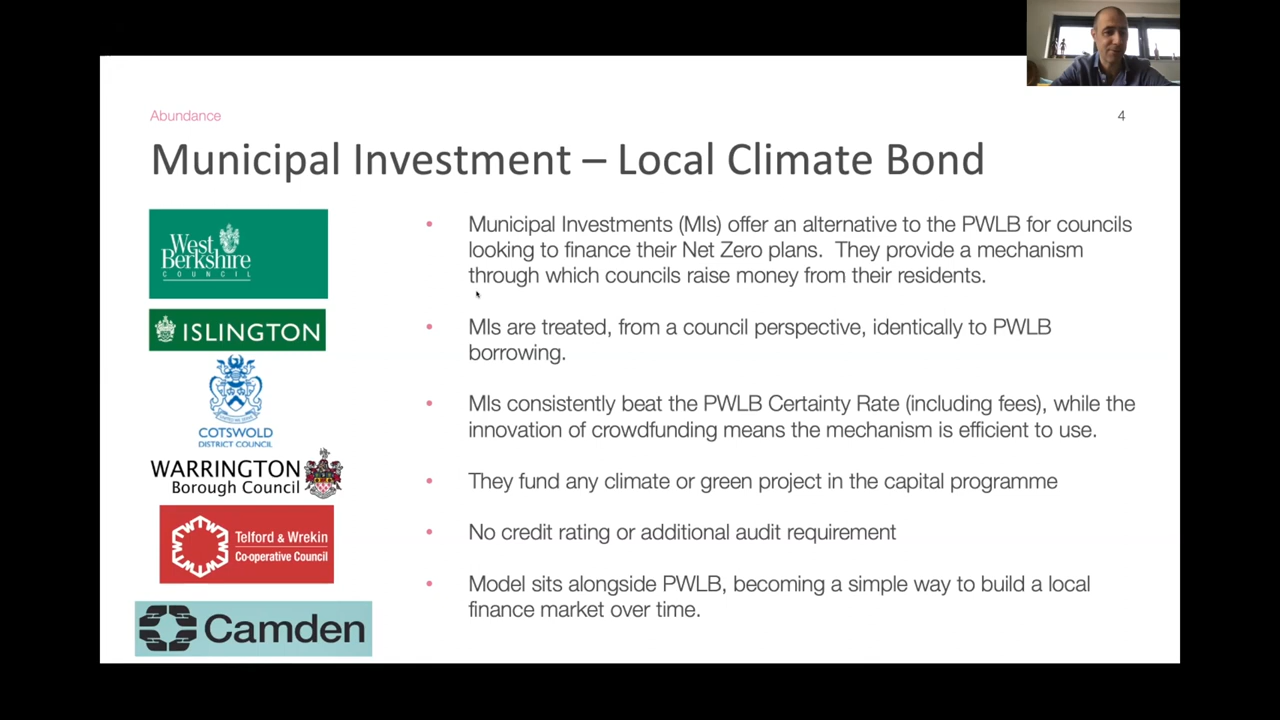 Abundance
4
Municipal Investment – Local Climate Bond
West
Berkshire
COUNCIL
ISLINGTON
COTSWOLD
DISTRICT COUNCIL
WARRINGTON
Borough Council
Telford & Wrekin
Co-operative Council
Camden
• Municipal Investments (MIs) offer an alternative to the PWLB for councils
looking to finance their Net Zero plans.  They provide a mechanism
through which councils raise money from their residents.
• MIs are treated, from a council perspective, identically to PWLB
borrowing.
• MIs consistently beat the PWLB Certainty Rate (including fees), while the
innovation of crowdfunding means the mechanism is efficient to use.
• They fund any climate or green project in the capital programme
• No credit rating or additional audit requirement
• Model sits alongside PWLB, becoming a simple way to build a local
finance market over time.